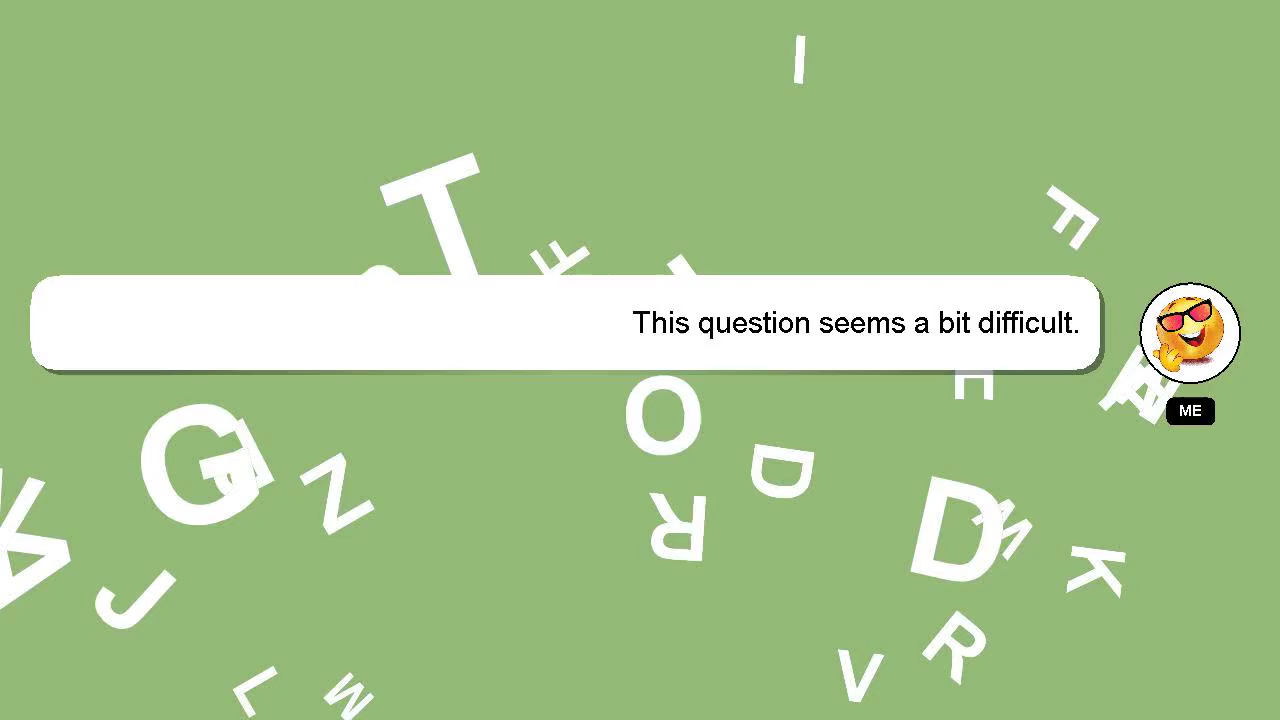 I
T
F
F
This question seems a bit difficult.
ME
O
H
G
N
D
R
D
M
K
J
R
V
L
M